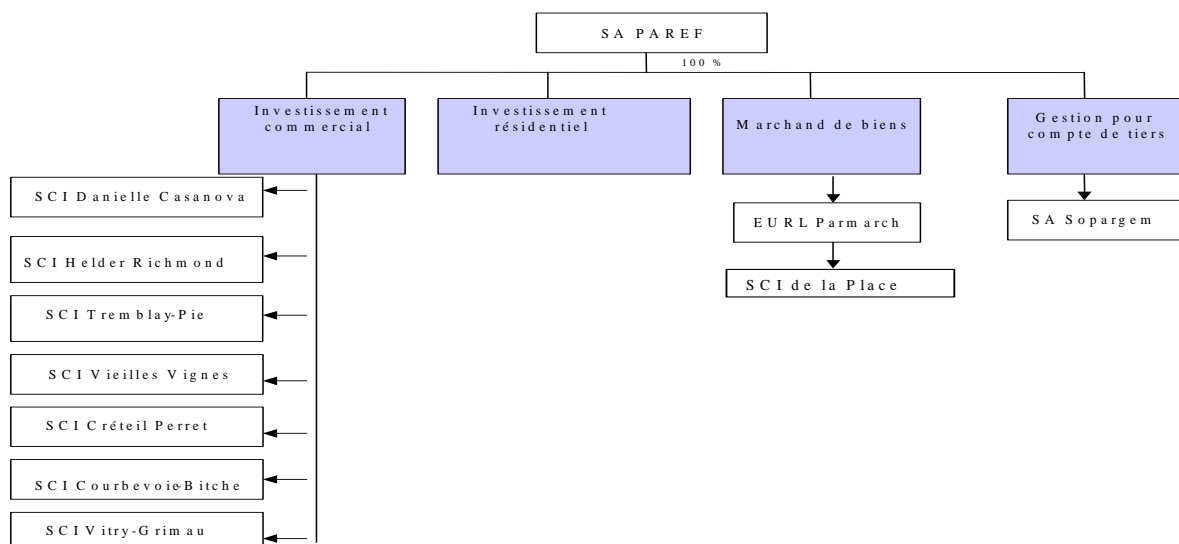 SA PAREF
100 %
Investissement
commercial
Investissement
résidentiel
Marchand de biens
Gestion pour
compte de tiers
SCI Danielle Casanova
EURL Parmarch
SA Sopargem
SCI Helder Richmond
SCI de la Place
SCI Tremblay-Pie
SCI Vieilles Vignes
SCI Créteil Perret
SCI Courbevoie-Bitche
SCI Vitry-Grimau